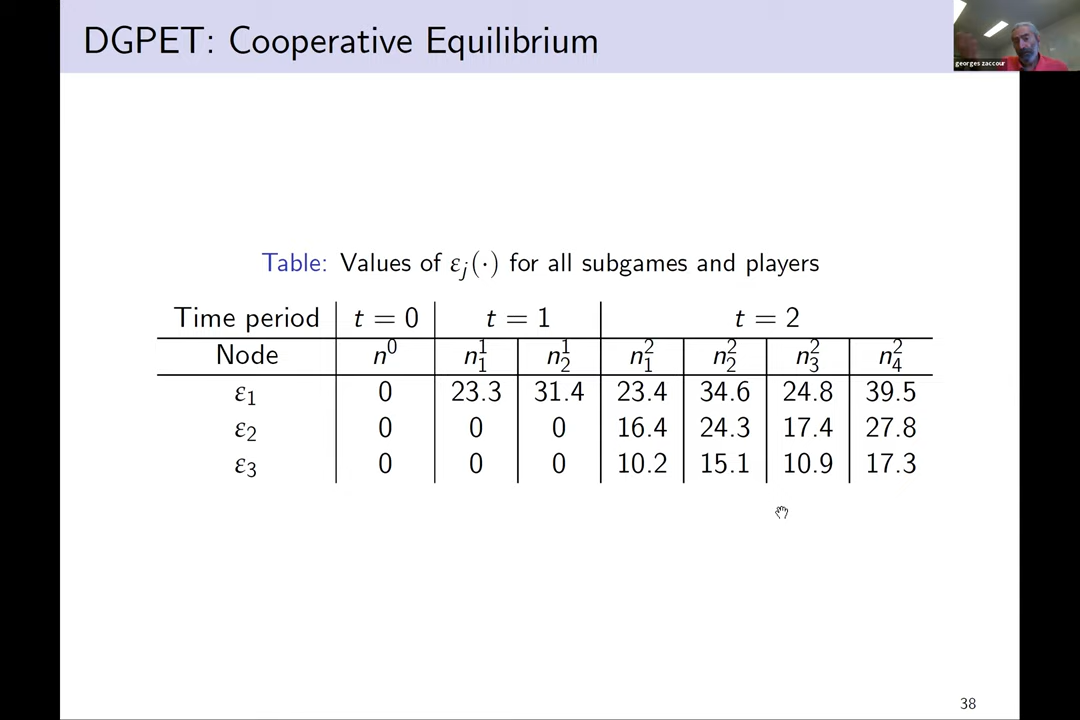 DGPET: Cooperative Equilibrium
georges zaccour
Table: Values of εj(·) for all subgames and players
Time period t = 0 t = 1 t = 2
Node n⁰ n₁¹ n₂¹ n₁² n₂² n₃² n₄²
ε₁ 0 23.3 31.4 23.4 34.6 24.8 39.5
ε₂ 0 0 0 16.4 24.3 17.4 27.8
ε₃ 0 0 0 10.2 15.1 10.9 17.3
38